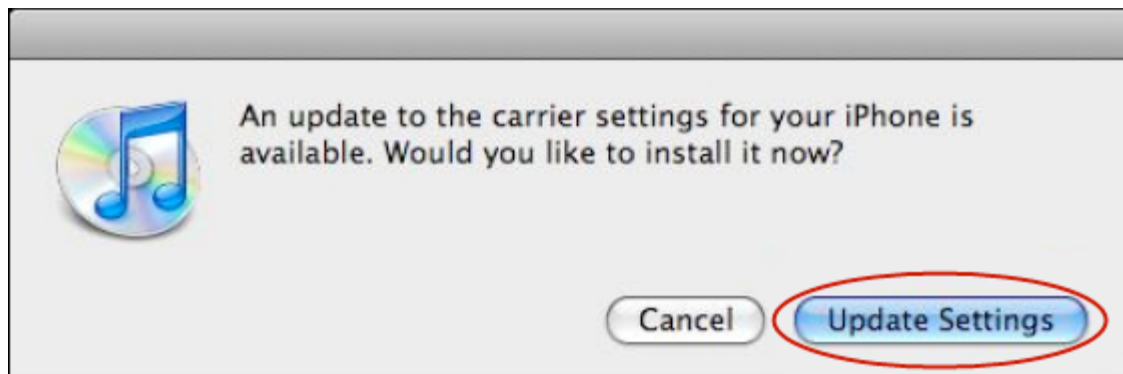 An update to the carrier settings for your iPhone is
available. Would you like to install it now?
Cancel
Update Settings